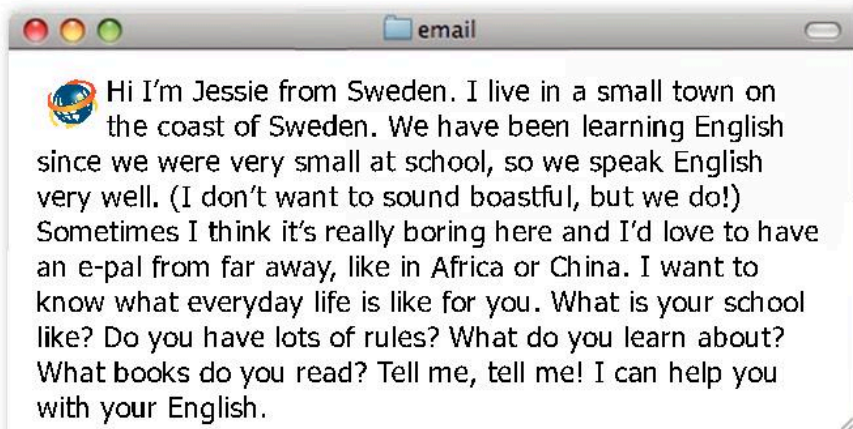 email
Hi I'm Jessie from Sweden. I live in a small town on
the coast of Sweden. We have been learning English
since we were very small at school, so we speak English
very well. (I don't want to sound boastful, but we do!)
Sometimes I think it's really boring here and I'd love to have
an e-pal from far away, like in Africa or China. I want to
know what everyday life is like for you. What is your school
like? Do you have lots of rules? What do you learn about?
What books do you read? Tell me, tell me! I can help you
with your English.